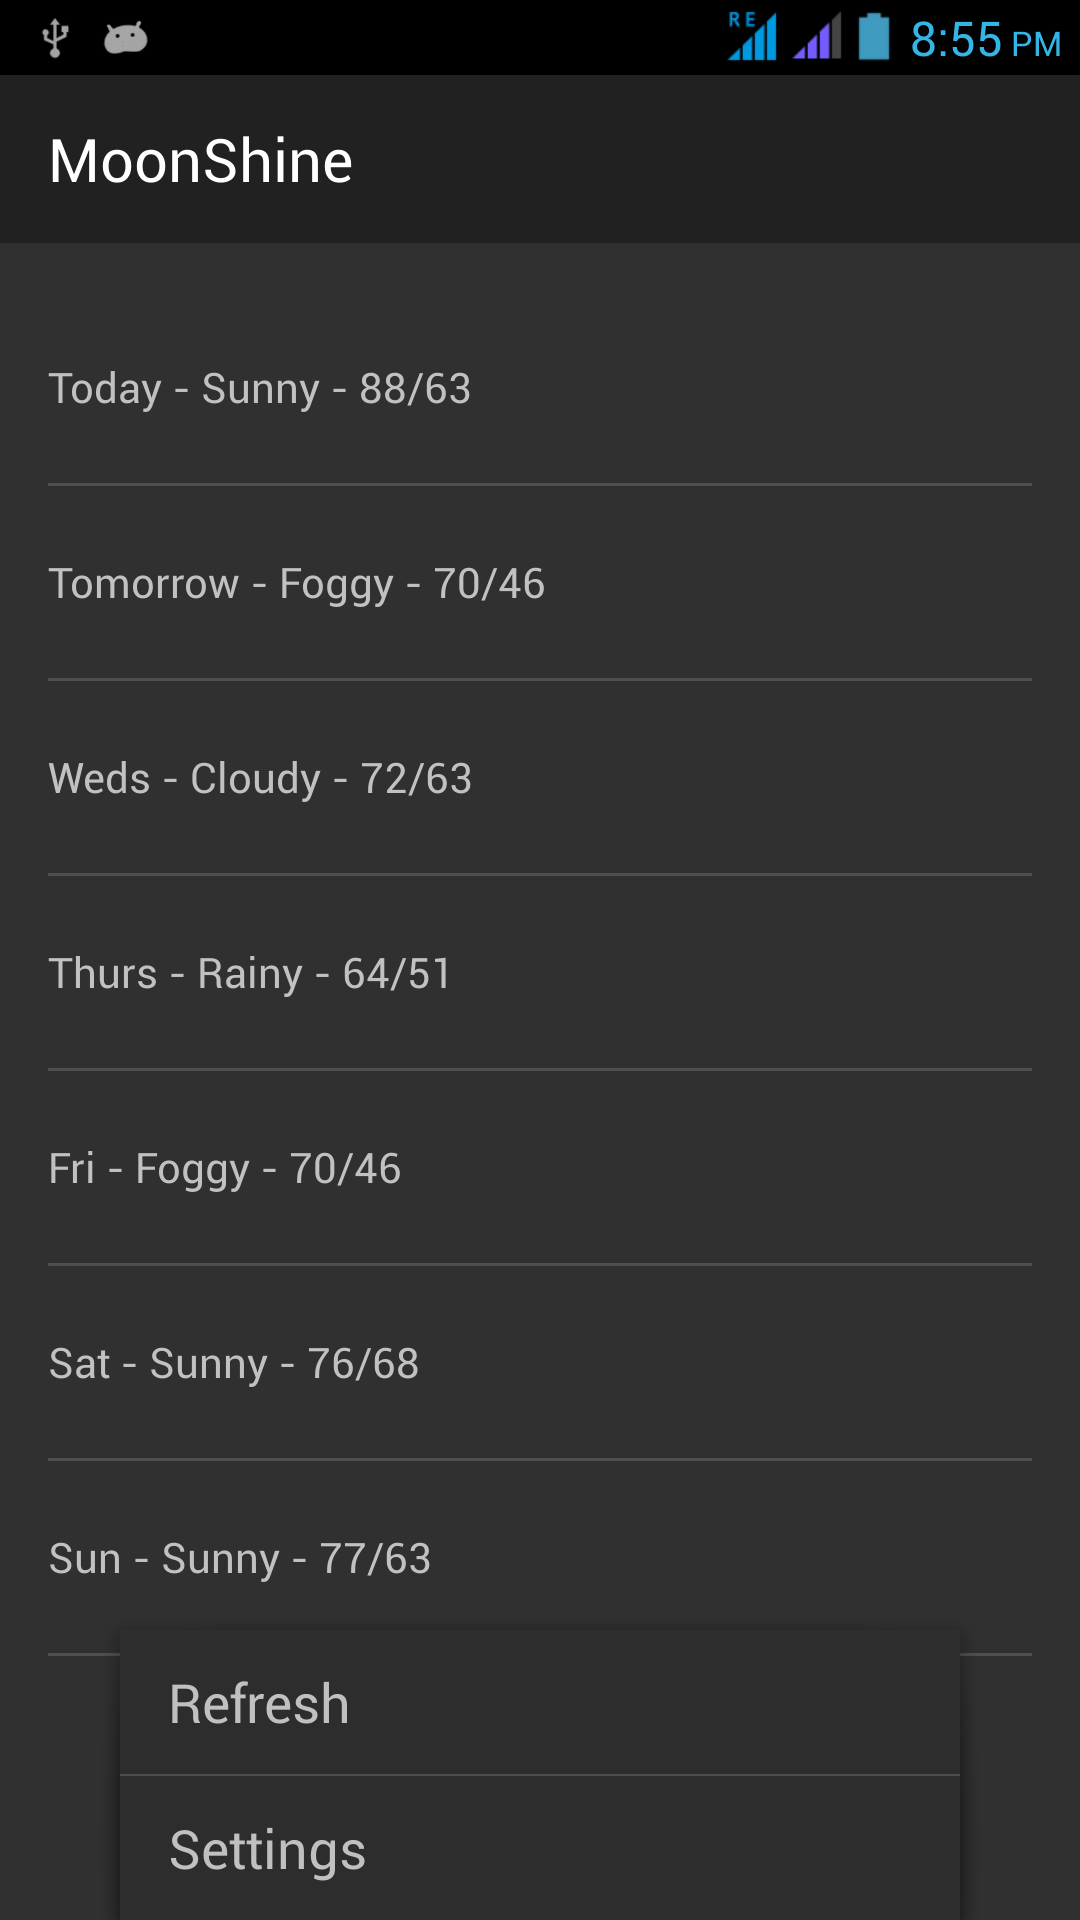 RE
8:55 PM
MoonShine
Today - Sunny - 88/63
Tomorrow - Foggy - 70/46
Weds - Cloudy - 72/63
Thurs - Rainy - 64/51
Fri - Foggy - 70/46
Sat - Sunny - 76/68
Sun - Sunny - 77/63
Refresh
Settings